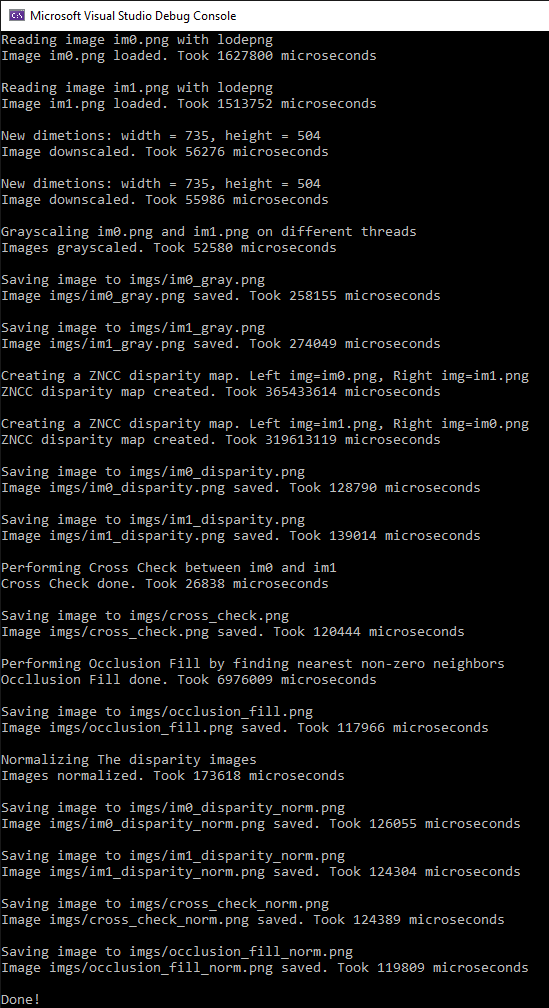 Microsoft Visual Studio Debug Console
Reading image im0.png with lodepng
Image im0.png loaded. Took 1627800 microseconds
Reading image im1.png with lodepng
Image im1.png loaded. Took 1513752 microseconds
New dimetions: width = 735, height = 504
Image downscaled. Took 56276 microseconds
New dimetions: width = 735, height = 504
Image downscaled. Took 55986 microseconds
Grayscaling im0.png and im1.png on different threads
Images grayscaled. Took 52580 microseconds
Saving image to imgs/im0_gray.png
Image imgs/im0_gray.png saved. Took 258155 microseconds
Saving image to imgs/im1_gray.png
Image imgs/im1_gray.png saved. Took 274049 microseconds
Creating a ZNCC disparity map. Left img=im0.png, Right img=im1.png
ZNCC disparity map created. Took 365433614 microseconds
Creating a ZNCC disparity map. Left img=im1.png, Right img=im0.png
ZNCC disparity map created. Took 319613119 microseconds
Saving image to imgs/im0_disparity.png
Image imgs/im0_disparity.png saved. Took 128790 microseconds
Saving image to imgs/im1_disparity.png
Image imgs/im1_disparity.png saved. Took 139014 microseconds
Performing Cross Check between im0 and im1
Cross Check done. Took 26838 microseconds
Saving image to imgs/cross_check.png
Image imgs/cross_check.png saved. Took 120444 microseconds
Performing Occlusion Fill by finding nearest non-zero neighbors
Occllusion Fill done. Took 6976009 microseconds
Saving image to imgs/occlusion_fill.png
Image imgs/occlusion_fill.png saved. Took 117966 microseconds
Normalizing The disparity images
Images normalized. Took 173618 microseconds
Saving image to imgs/im0_disparity_norm.png
Image imgs/im0_disparity_norm.png saved. Took 126055 microseconds
Saving image to imgs/im1_disparity_norm.png
Image imgs/im1_disparity_norm.png saved. Took 124304 microseconds
Saving image to imgs/cross_check_norm.png
Image imgs/cross_check_norm.png saved. Took 124389 microseconds
Saving image to imgs/occlusion_fill_norm.png
Image imgs/occlusion_fill_norm.png saved. Took 119809 microseconds
Done!